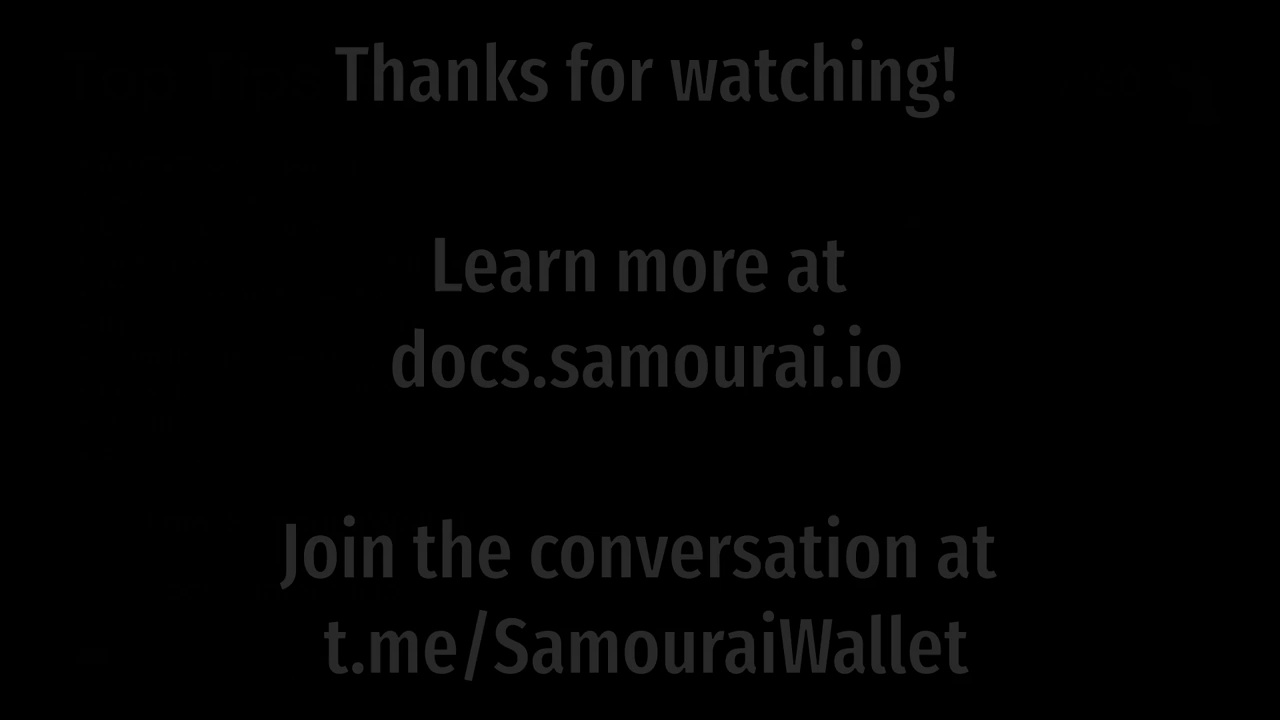 Thanks for watching!
Learn more at
docs.samourai.io
Join the conversation at
t.me/SamouraiWallet